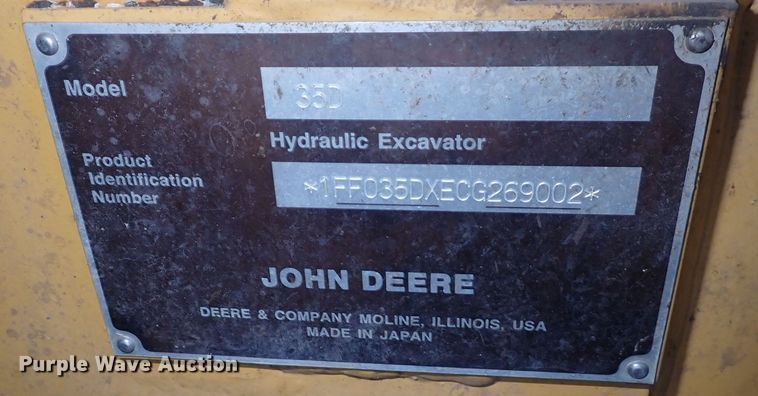 Model
35D
Hydraulic Excavator
Product
Identification
Number
*1FF035DXECG269002*
JOHN DEERE
DEERE & COMPANY MOLINE, ILLINOIS, USA
MADE IN JAPAN
Purple Wave Auction